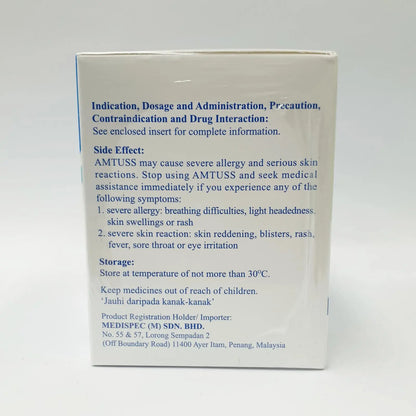 Indication, Dosage and Administration, Precaution,
Contraindication and Drug Interaction:
See enclosed insert for complete information.
Side Effect:
AMTUSS may cause severe allergy and serious skin
reactions. Stop using AMTUSS and seek medical
assistance immediately if you experience any of the
following symptoms:
1. severe allergy: breathing difficulties, light headedness,
skin swellings or rash
2. severe skin reaction: skin reddening, blisters, rash,
fever, sore throat or eye irritation
Storage:
Store at temperature of not more than 30⁰C.
Keep medicines out of reach of children.
‘Jauhi daripada kanak-kanak’
Product Registration Holder/ Importer:
MEDISPEC (M) SDN. BHD.
No. 55 & 57, Lorong Sempadan 2
(Off Boundary Road) 11400 Ayer Itam, Penang, Malaysia